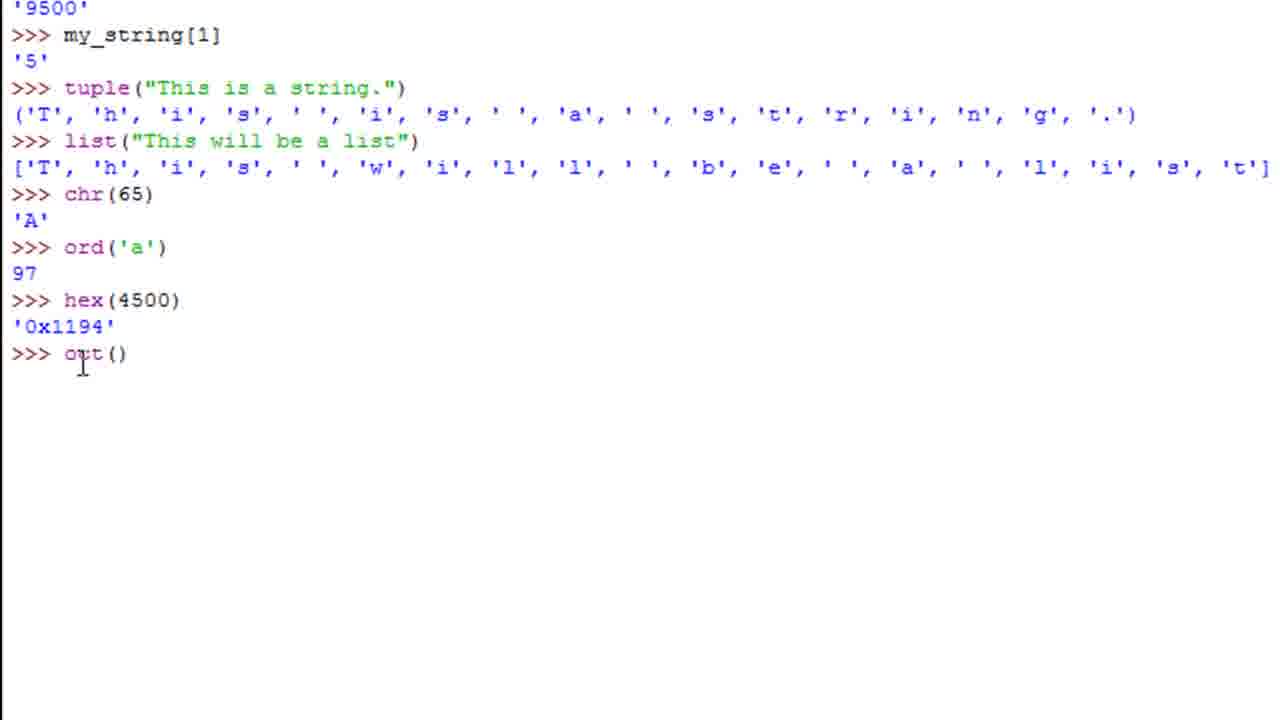 '9500'
>>> my_string[1]
'5'
>>> tuple("This is a string.")
('T', 'h', 'i', 's', ' ', 'i', 's', ' ', 'a', ' ', 's', 't', 'r', 'i', 'n', 'g', '.')
>>> list("This will be a list")
['T', 'h', 'i', 's', ' ', 'w', 'i', 'l', 'l', ' ', 'b', 'e', ' ', 'a', ' ', 'l', 'i', 's', 't']
>>> chr(65)
'A'
>>> ord('a')
97
>>> hex(4500)
'0x1194'
>>> oct()